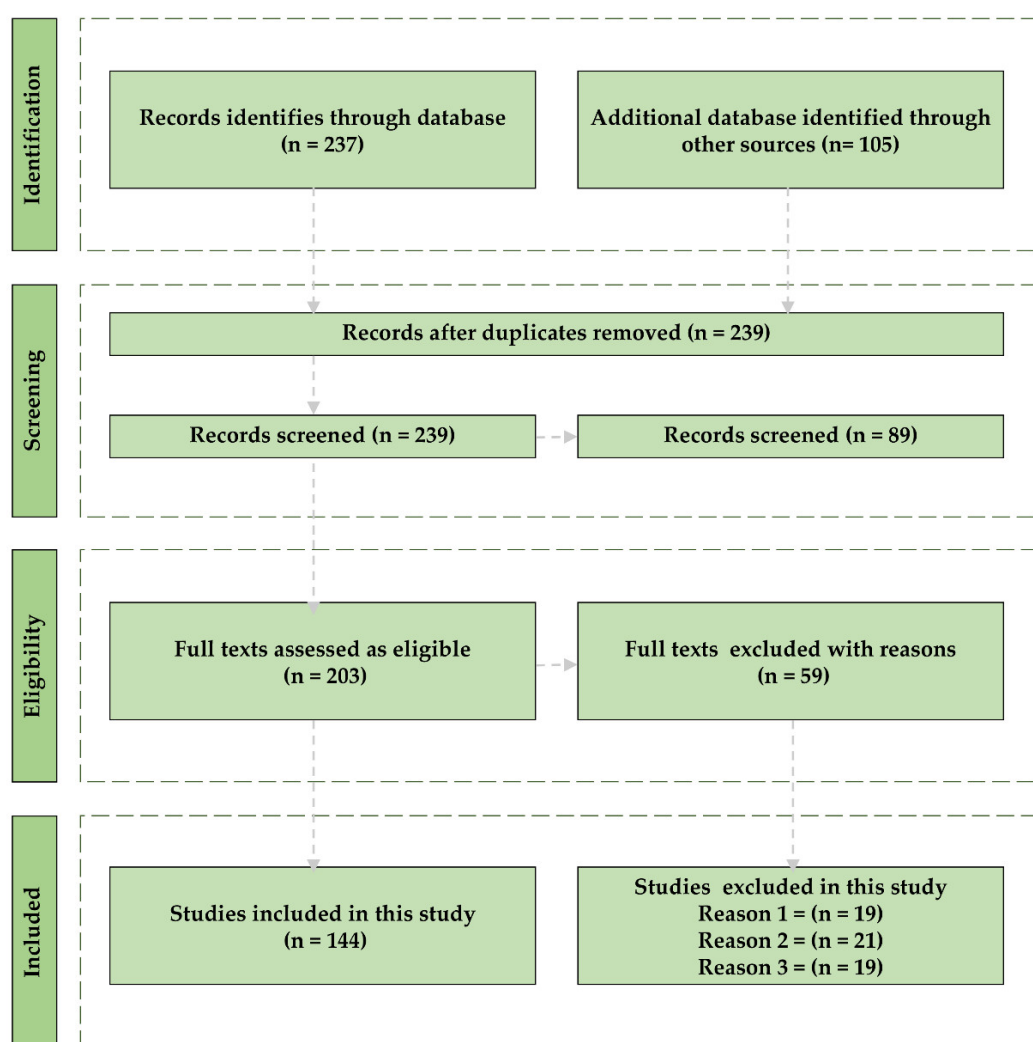 Identification
Records identifies through database
(n = 237)
Additional database identified through
other sources (n= 105)
Screening
Records after duplicates removed (n = 239)
Records screened (n = 239)
Records screened (n = 89)
Eligibility
Full texts assessed as eligible
(n = 203)
Full texts excluded with reasons
(n = 59)
Included
Studies included in this study
(n = 144)
Studies excluded in this study
Reason 1 = (n = 19)
Reason 2 = (n = 21)
Reason 3 = (n = 19)